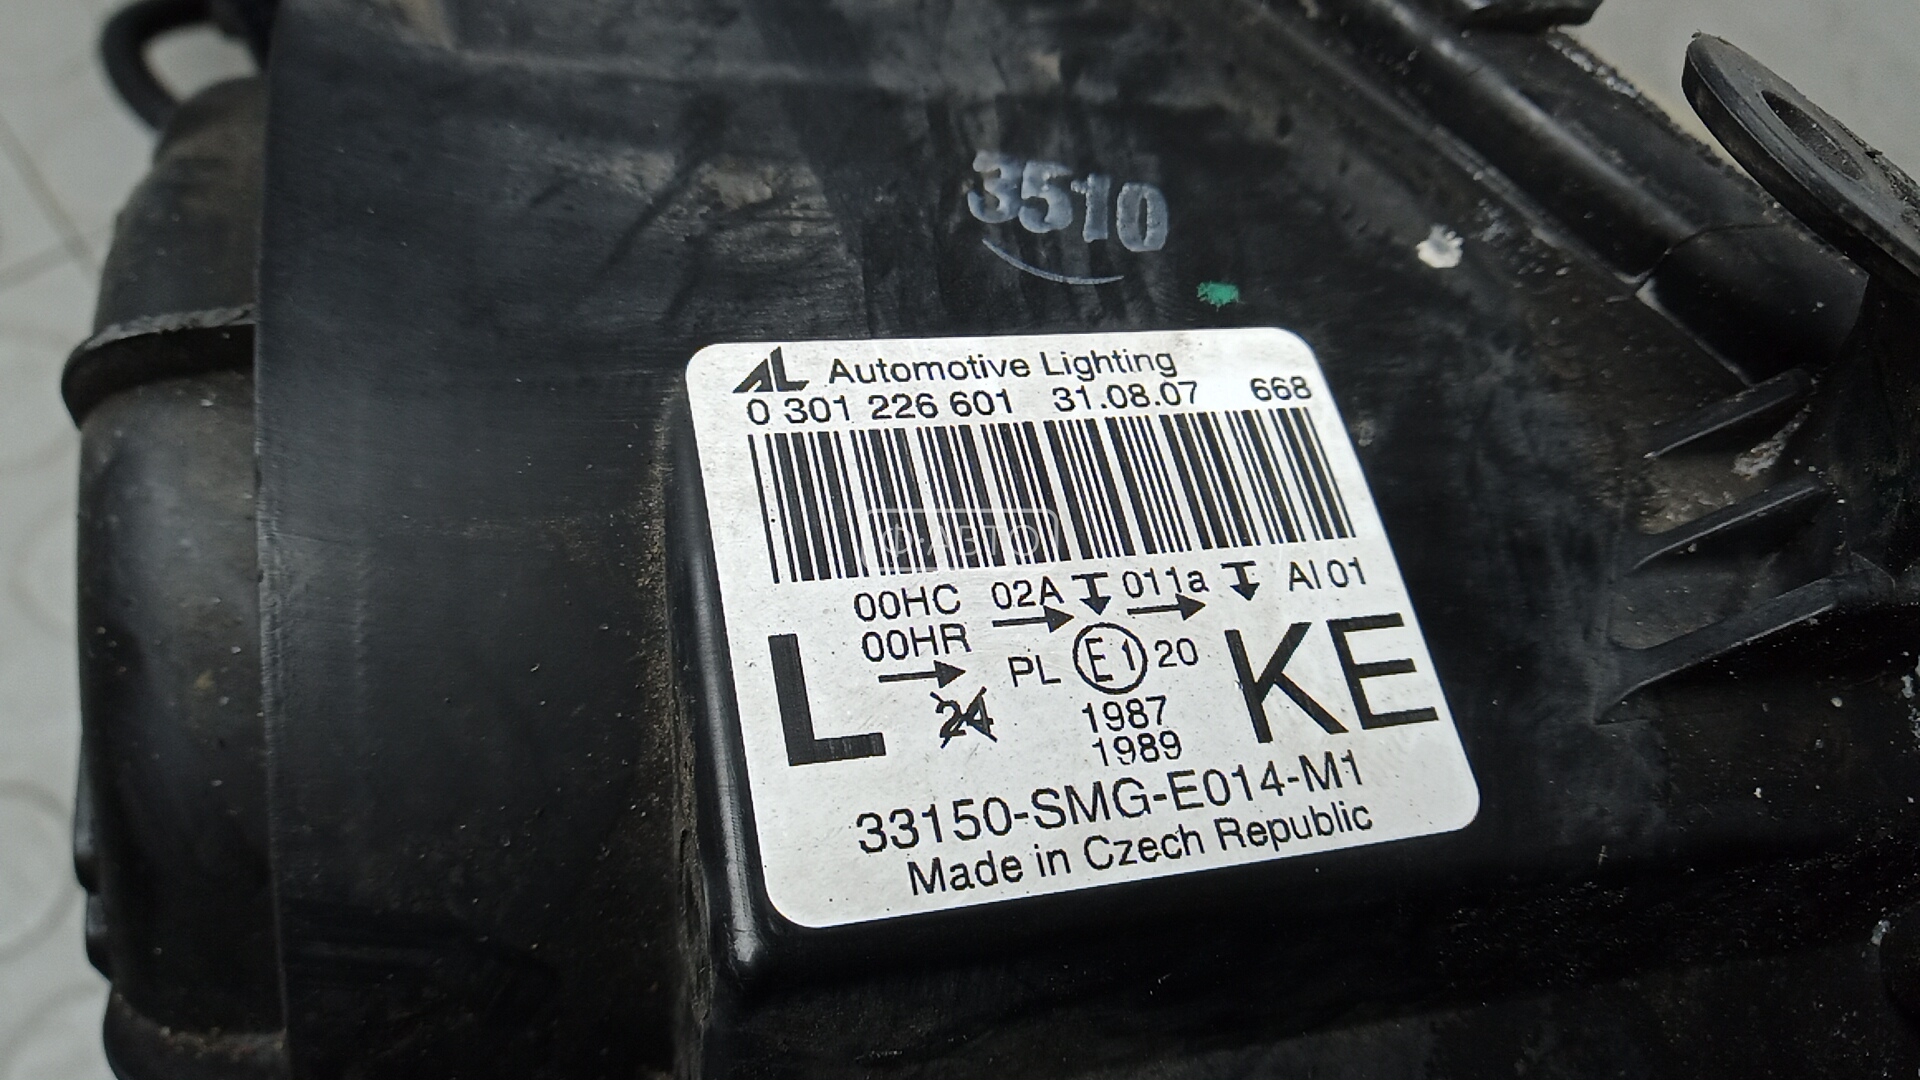 3510
AL Automotive Lighting
0 301 226 601 31.08.07 668
Ф-АВТО
00HC 02A 011a AI 01
00HR
PL E1 20
L 24 KE
1987
1989
33150-SMG-E014-M1
Made in Czech Republic